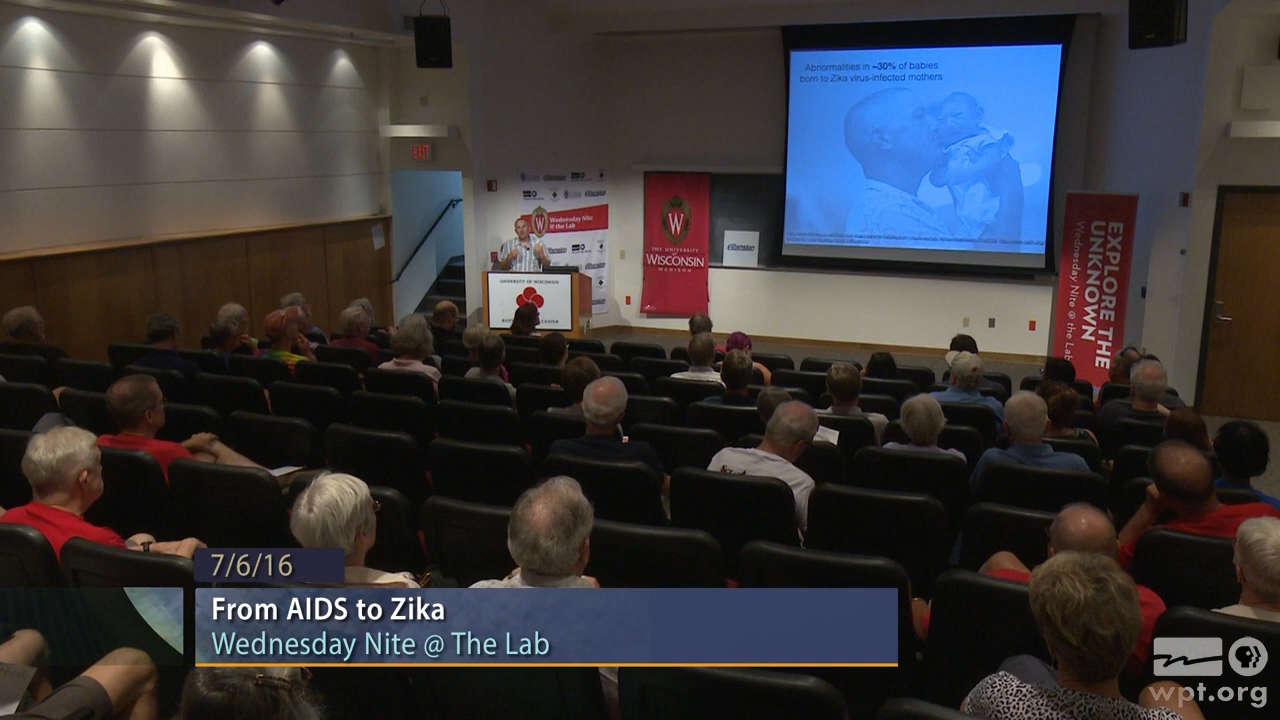 Abnormalities in ~30% of babies
born to Zika virus-infected mothers
EXIT
Wednesday Nite
@ the Lab
W
THE UNIVERSITY
of
WISCONSIN
MADISON
UNIVERSITY OF WISCONSIN
EXPLORE THE
UNKNOWN
Wednesday Nite @ the Lab
7/6/16
From AIDS to Zika
Wednesday Nite @ The Lab
PBS
wpt.org